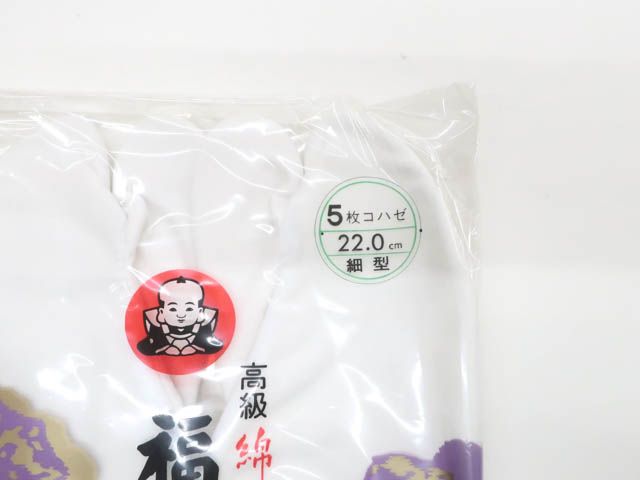 5枚コハゼ
22.0cm
細型
高級 綿
福